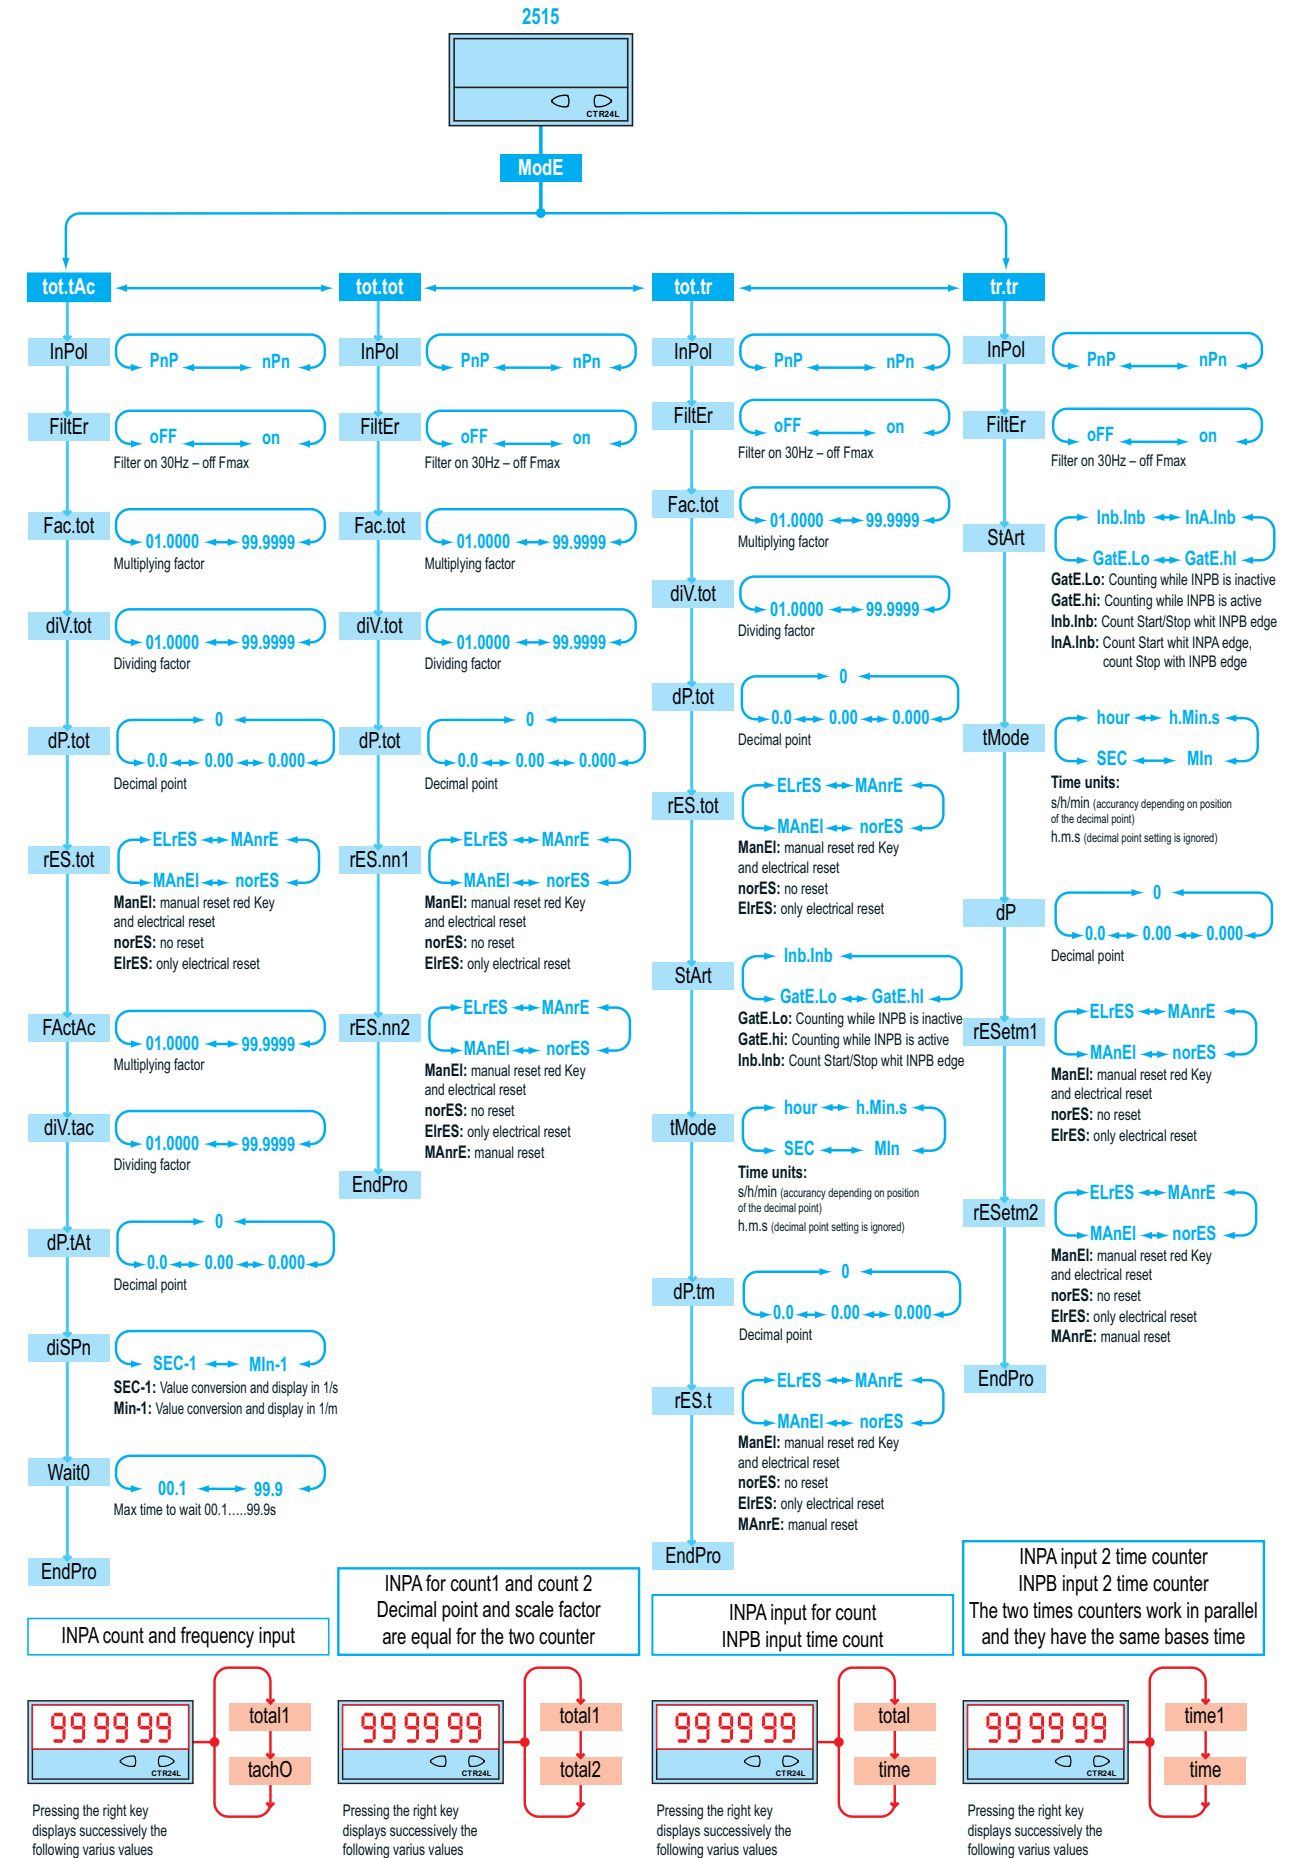 2515
CTR24L
ModE
tot.tAc
tot.tot
tot.tr
tr.tr
InPol
PnP nPn
FiltEr
oFF on
Filter on 30Hz – off Fmax
Fac.tot
01.0000 99.9999
Multiplying factor
diV.tot
01.0000 99.9999
Dividing factor
dP.tot
0
0.0 0.00 0.000
Decimal point
rES.tot
ELrES MAnrE
MAnEl norES
ManEl: manual reset red Key
and electrical reset
norES: no reset
ElrES: only electrical reset
FActAc
01.0000 99.9999
Multiplying factor
diV.tac
01.0000 99.9999
Dividing factor
dP.tAt
0
0.0 0.00 0.000
Decimal point
diSPn
SEC-1 MIn-1
SEC-1: Value conversion and display in 1/s
Min-1: Value conversion and display in 1/m
Wait0
00.1 99.9
Max time to wait 00.1.....99.9s
EndPro
InPol
PnP nPn
FiltEr
oFF on
Filter on 30Hz – off Fmax
Fac.tot
01.0000 99.9999
Multiplying factor
diV.tot
01.0000 99.9999
Dividing factor
dP.tot
0
0.0 0.00 0.000
Decimal point
rES.nn1
ELrES MAnrE
MAnEl norES
ManEl: manual reset red Key
and electrical reset
norES: no reset
ElrES: only electrical reset
rES.nn2
ELrES MAnrE
MAnEl norES
ManEl: manual reset red Key
and electrical reset
norES: no reset
ElrES: only electrical reset
MAnrE: manual reset
EndPro
InPol
PnP nPn
FiltEr
oFF on
Filter on 30Hz – off Fmax
Fac.tot
01.0000 99.9999
Multiplying factor
diV.tot
01.0000 99.9999
Dividing factor
dP.tot
0
0.0 0.00 0.000
Decimal point
rES.tot
ELrES MAnrE
MAnEl norES
ManEl: manual reset red Key
and electrical reset
norES: no reset
ElrES: only electrical reset
StArt
Inb.Inb
GatE.Lo GatE.hI
GatE.Lo: Counting while INPB is inactive
GatE.hi: Counting while INPB is active
Inb.Inb: Count Start/Stop whit INPB edge
tMode
hour h.Min.s
SEC MIn
Time units:
s/h/min (accurancy depending on position
of the decimal point)
h.m.s (decimal point setting is ignored)
dP.tm
0
0.0 0.00 0.000
Decimal point
rES.t
ELrES MAnrE
MAnEl norES
ManEl: manual reset red Key
and electrical reset
norES: no reset
ElrES: only electrical reset
MAnrE: manual reset
EndPro
InPol
PnP nPn
FiltEr
oFF on
Filter on 30Hz – off Fmax
StArt
Inb.Inb InA.Inb
GatE.Lo GatE.hI
GatE.Lo: Counting while INPB is inactive
GatE.hi: Counting while INPB is active
Inb.Inb: Count Start/Stop whit INPB edge
InA.Inb: Count Start whit INPA edge,
count Stop with INPB edge
tMode
hour h.Min.s
SEC MIn
Time units:
s/h/min (accurancy depending on position
of the decimal point)
h.m.s (decimal point setting is ignored)
dP
0
0.0 0.00 0.000
Decimal point
rESetm1
ELrES MAnrE
MAnEl norES
ManEl: manual reset red Key
and electrical reset
norES: no reset
ElrES: only electrical reset
rESetm2
ELrES MAnrE
MAnEl norES
ManEl: manual reset red Key
and electrical reset
norES: no reset
ElrES: only electrical reset
MAnrE: manual reset
EndPro
INPA count and frequency input
999999
CTR24L
total1
tachO
Pressing the right key
displays successively the
following varius values
INPA for count1 and count 2
Decimal point and scale factor
are equal for the two counter
999999
CTR24L
total1
total2
Pressing the right key
displays successively the
following varius values
INPA input for count
INPB input time count
999999
CTR24L
total
time
Pressing the right key
displays successively the
following varius values
INPA input 2 time counter
INPB input 2 time counter
The two times counters work in parallel
and they have the same bases time
999999
CTR24L
time1
time
Pressing the right key
displays successively the
following varius values